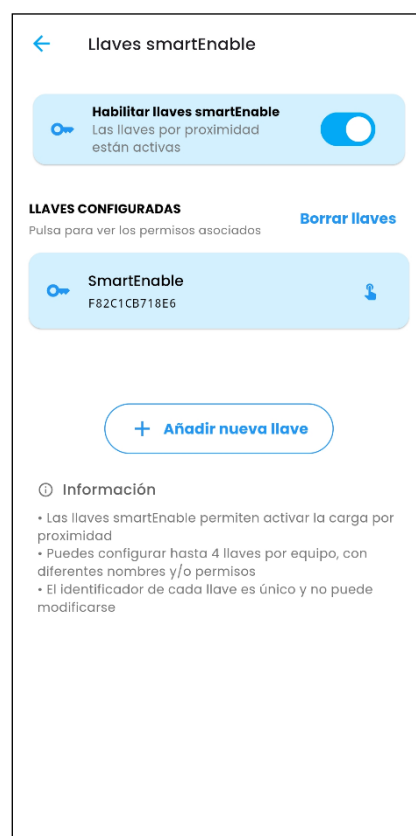 Llaves smartEnable
Habilitar llaves smartEnable
Las llaves por proximidad
están activas
LLAVES CONFIGURADAS
Pulsa para ver los permisos asociados
Borrar llaves
SmartEnable
F82C1CB718E6
+ Añadir nueva llave
Información
• Las llaves smartEnable permiten activar la carga por
proximidad
• Puedes configurar hasta 4 llaves por equipo, con
diferentes nombres y/o permisos
• El identificador de cada llave es único y no puede
modificarse